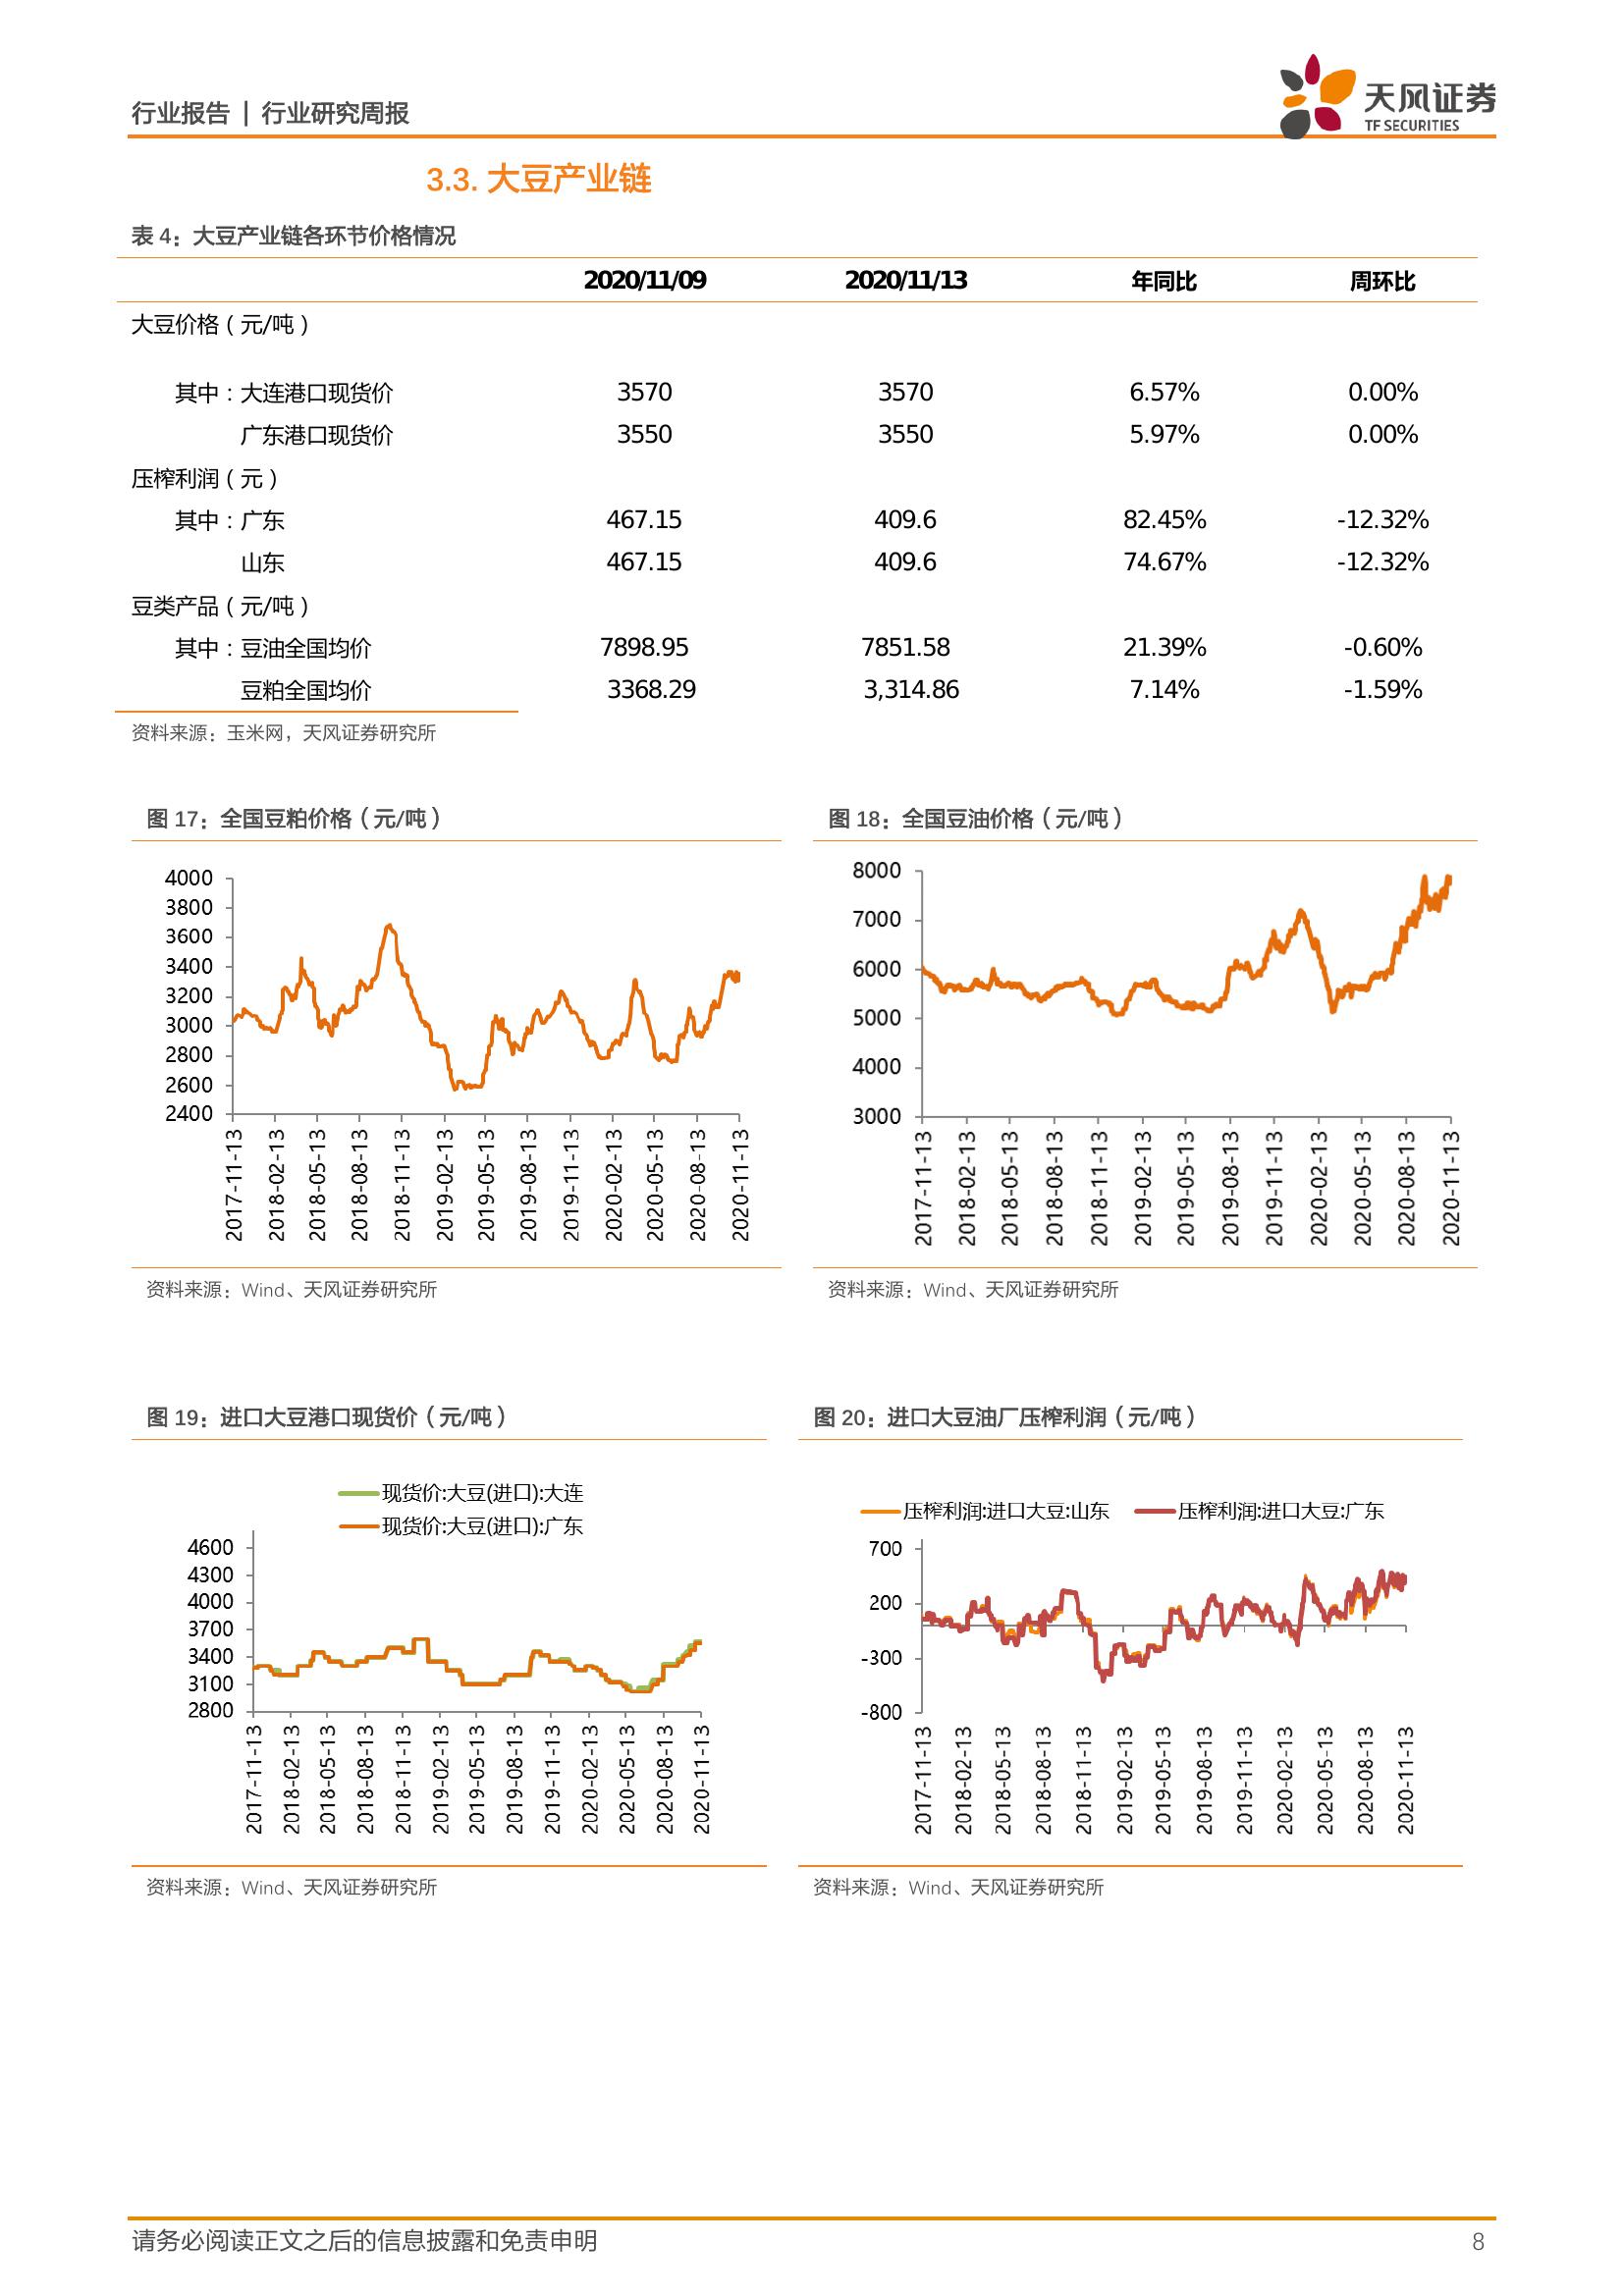 行业报告 | 行业研究周报
天风证券
TF SECURITIES
3.3. 大豆产业链
表 4：大豆产业链各环节价格情况
2020/11/09 2020/11/13 年同比 周环比
大豆价格（元/吨）
其中：大连港口现货价 3570 3570 6.57% 0.00%
广东港口现货价 3550 3550 5.97% 0.00%
压榨利润（元）
其中：广东 467.15 409.6 82.45% -12.32%
山东 467.15 409.6 74.67% -12.32%
豆类产品（元/吨）
其中：豆油全国均价 7898.95 7851.58 21.39% -0.60%
豆粕全国均价 3368.29 3,314.86 7.14% -1.59%
资料来源：玉米网，天风证券研究所
图 17：全国豆粕价格（元/吨）
4000
3800
3600
3400
3200
3000
2800
2600
2400
2017-11-13
2018-02-13
2018-05-13
2018-08-13
2018-11-13
2019-02-13
2019-05-13
2019-08-13
2019-11-13
2020-02-13
2020-05-13
2020-08-13
2020-11-13
资料来源：Wind、天风证券研究所
图 18：全国豆油价格（元/吨）
8000
7000
6000
5000
4000
3000
2017-11-13
2018-02-13
2018-05-13
2018-08-13
2018-11-13
2019-02-13
2019-05-13
2019-08-13
2019-11-13
2020-02-13
2020-05-13
2020-08-13
2020-11-13
资料来源：Wind、天风证券研究所
图 19：进口大豆港口现货价（元/吨）
现货价:大豆(进口):大连
现货价:大豆(进口):广东
4600
4300
4000
3700
3400
3100
2800
2017-11-13
2018-02-13
2018-05-13
2018-08-13
2018-11-13
2019-02-13
2019-05-13
2019-08-13
2019-11-13
2020-02-13
2020-05-13
2020-08-13
2020-11-13
资料来源：Wind、天风证券研究所
图 20：进口大豆油厂压榨利润（元/吨）
压榨利润:进口大豆:山东 压榨利润:进口大豆:广东
700
200
-300
-800
2017-11-13
2018-02-13
2018-05-13
2018-08-13
2018-11-13
2019-02-13
2019-05-13
2019-08-13
2019-11-13
2020-02-13
2020-05-13
2020-08-13
2020-11-13
资料来源：Wind、天风证券研究所
请务必阅读正文之后的信息披露和免责申明 8